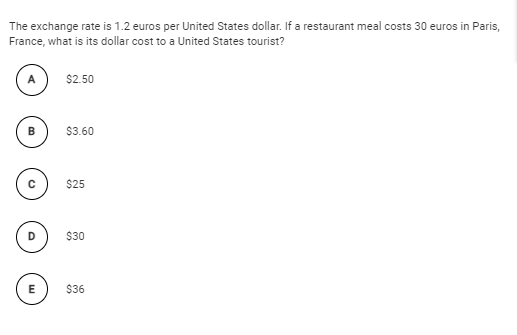 The exchange rate is 1.2 euros per United States dollar. If a restaurant meal costs 30 euros in Paris,
France, what is its dollar cost to a United States tourist?
A $2.50
B $3.60
C $25
D $30
E $36